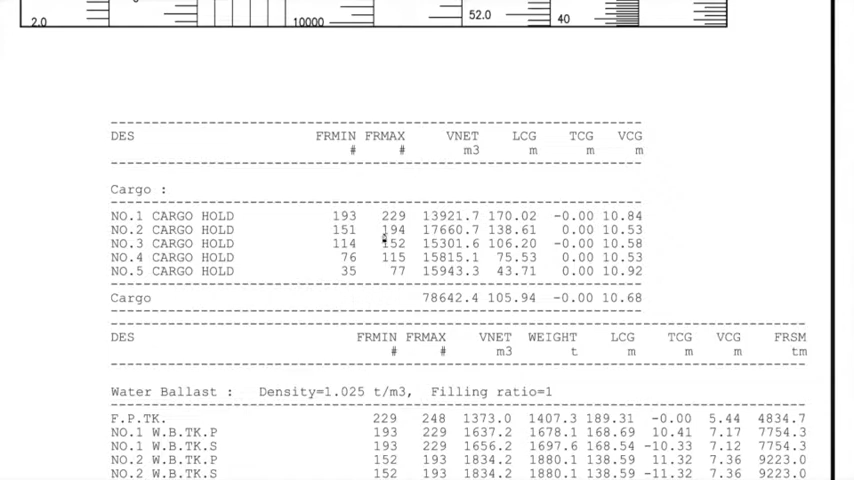 2.0 10000 52.0 40
DES FRMIN FRMAX VNET LCG TCG VCG
# # m3 m m m
Cargo :
NO.1 CARGO HOLD 193 229 13921.7 170.02 -0.00 10.84
NO.2 CARGO HOLD 151 194 17660.7 138.61 0.00 10.53
NO.3 CARGO HOLD 114 152 15301.6 106.20 -0.00 10.58
NO.4 CARGO HOLD 76 115 15815.1 75.53 0.00 10.53
NO.5 CARGO HOLD 35 77 15943.3 43.71 0.00 10.92
Cargo 78642.4 105.94 -0.00 10.68
DES FRMIN FRMAX VNET WEIGHT LCG TCG VCG FRSM
# # m3 t m m m tm
Water Ballast : Density=1.025 t/m3, Filling ratio=1
F.P.TK. 229 248 1373.0 1407.3 189.31 -0.00 5.44 4834.7
NO.1 W.B.TK.P 193 229 1637.2 1678.1 168.69 10.41 7.17 7754.3
NO.1 W.B.TK.S 193 229 1656.2 1697.6 168.54 -10.33 7.12 7754.3
NO.2 W.B.TK.P 152 193 1834.2 1880.1 138.59 11.32 7.36 9223.0
NO.2 W.B.TK.S 152 193 1834.2 1880.1 138.59 -11.32 7.36 9223.0